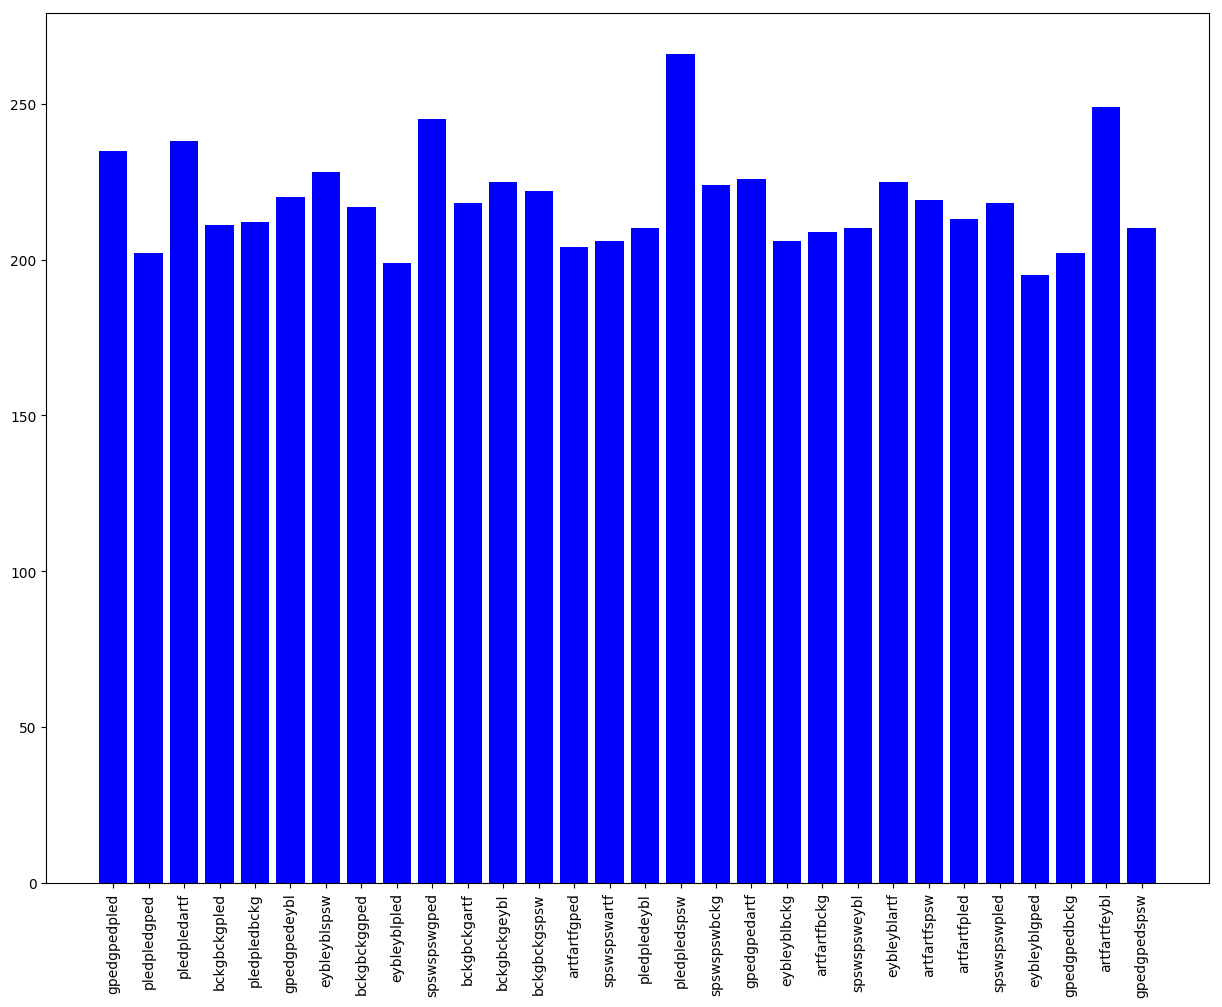 250
200
150
100
50
0
gpedgpedpled
pledpledgped
pledpledartf
bckgbckgpled
pledpledbckg
gpedgpedeybl
eybleyblspsw
bckgbckggped
eybleyblpled
spswspswgped
bckgbckgartf
bckgbckgeybl
bckgbckgspsw
artfartfgped
spswspswartf
pledpledeybl
pledpledspsw
spswspswbckg
gpedgpedartf
eybleyblbckg
artfartfbckg
spswspsweybl
eybleyblartf
artfartfspsw
artfartfpled
spswspswpled
eybleyblgped
gpedgpedbckg
artfartfeybl
gpedgpedspsw